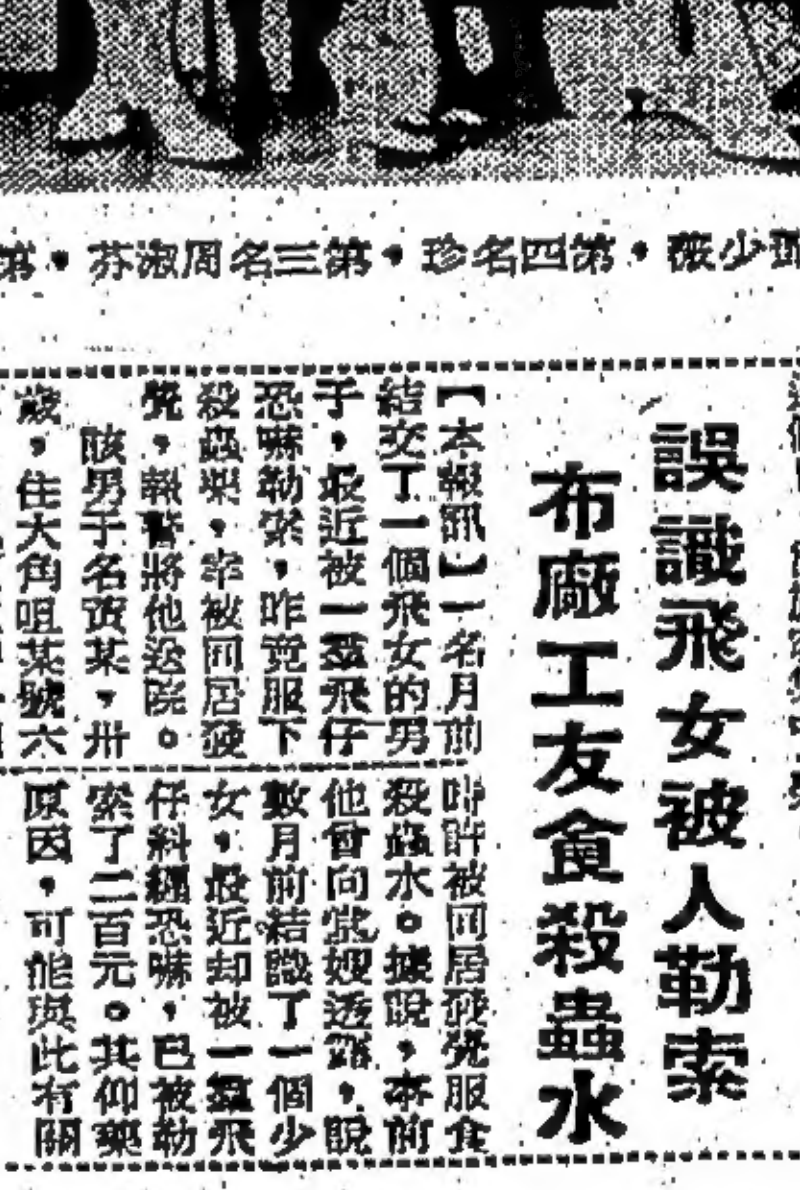 薇・第四名珍・第三名周淑芬・第
誤識飛女被人勒索
布廠工友食殺蟲水
【本報訊】一名月前
結交了一個飛女的男
子，最近被一羣飛仔
恐嚇勒索，昨竟服下
殺蟲藥，幸被同居發
覺，報警將他送院。
該男子名黃某，卅
歲，住大角咀某號六
時許被同居發覺服食
殺蟲水。據說，本前
他曾向堂嫂透露，說
數月前結識了一個少
女，最近却被一羣飛
仔糾纏恐嚇，已被勒
索了二百元。其仰藥
原因，可能與此有關